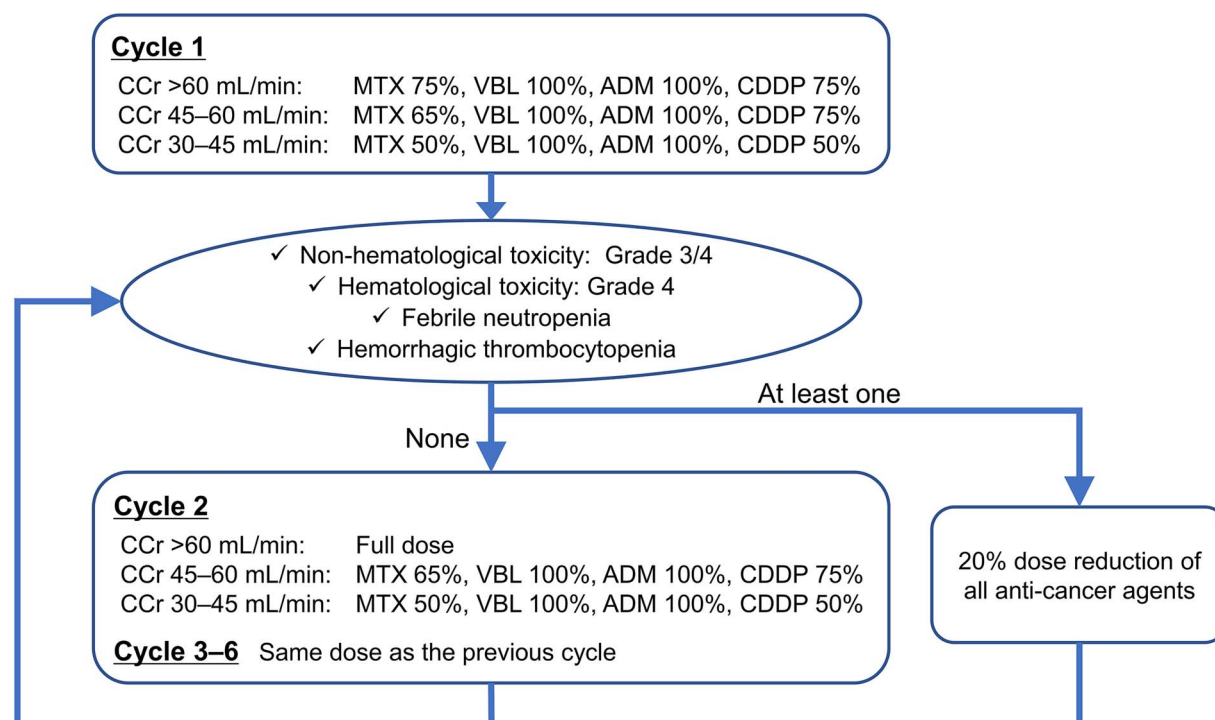 Cycle 1
CCr >60 mL/min: MTX 75%, VBL 100%, ADM 100%, CDDP 75%
CCr 45–60 mL/min: MTX 65%, VBL 100%, ADM 100%, CDDP 75%
CCr 30–45 mL/min: MTX 50%, VBL 100%, ADM 100%, CDDP 50%
✓ Non-hematological toxicity: Grade 3/4
✓ Hematological toxicity: Grade 4
✓ Febrile neutropenia
✓ Hemorrhagic thrombocytopenia
At least one
None
Cycle 2
CCr >60 mL/min: Full dose
CCr 45–60 mL/min: MTX 65%, VBL 100%, ADM 100%, CDDP 75%
CCr 30–45 mL/min: MTX 50%, VBL 100%, ADM 100%, CDDP 50%
Cycle 3–6 Same dose as the previous cycle
20% dose reduction of
all anti-cancer agents